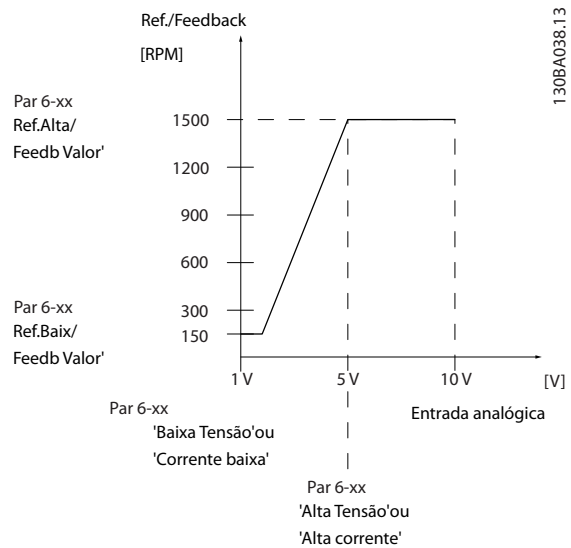 Ref./Feedback
[RPM]
130BA038.13
Par 6-xx
Ref.Alta/
Feedb Valor'
1500
1200
900
600
300
150
Par 6-xx
Ref.Baix/
Feedb Valor'
1 V
5 V
10 V
[V]
Par 6-xx
'Baixa Tensão'ou
'Corrente baixa'
Entrada analógica
Par 6-xx
'Alta Tensão'ou
'Alta corrente'